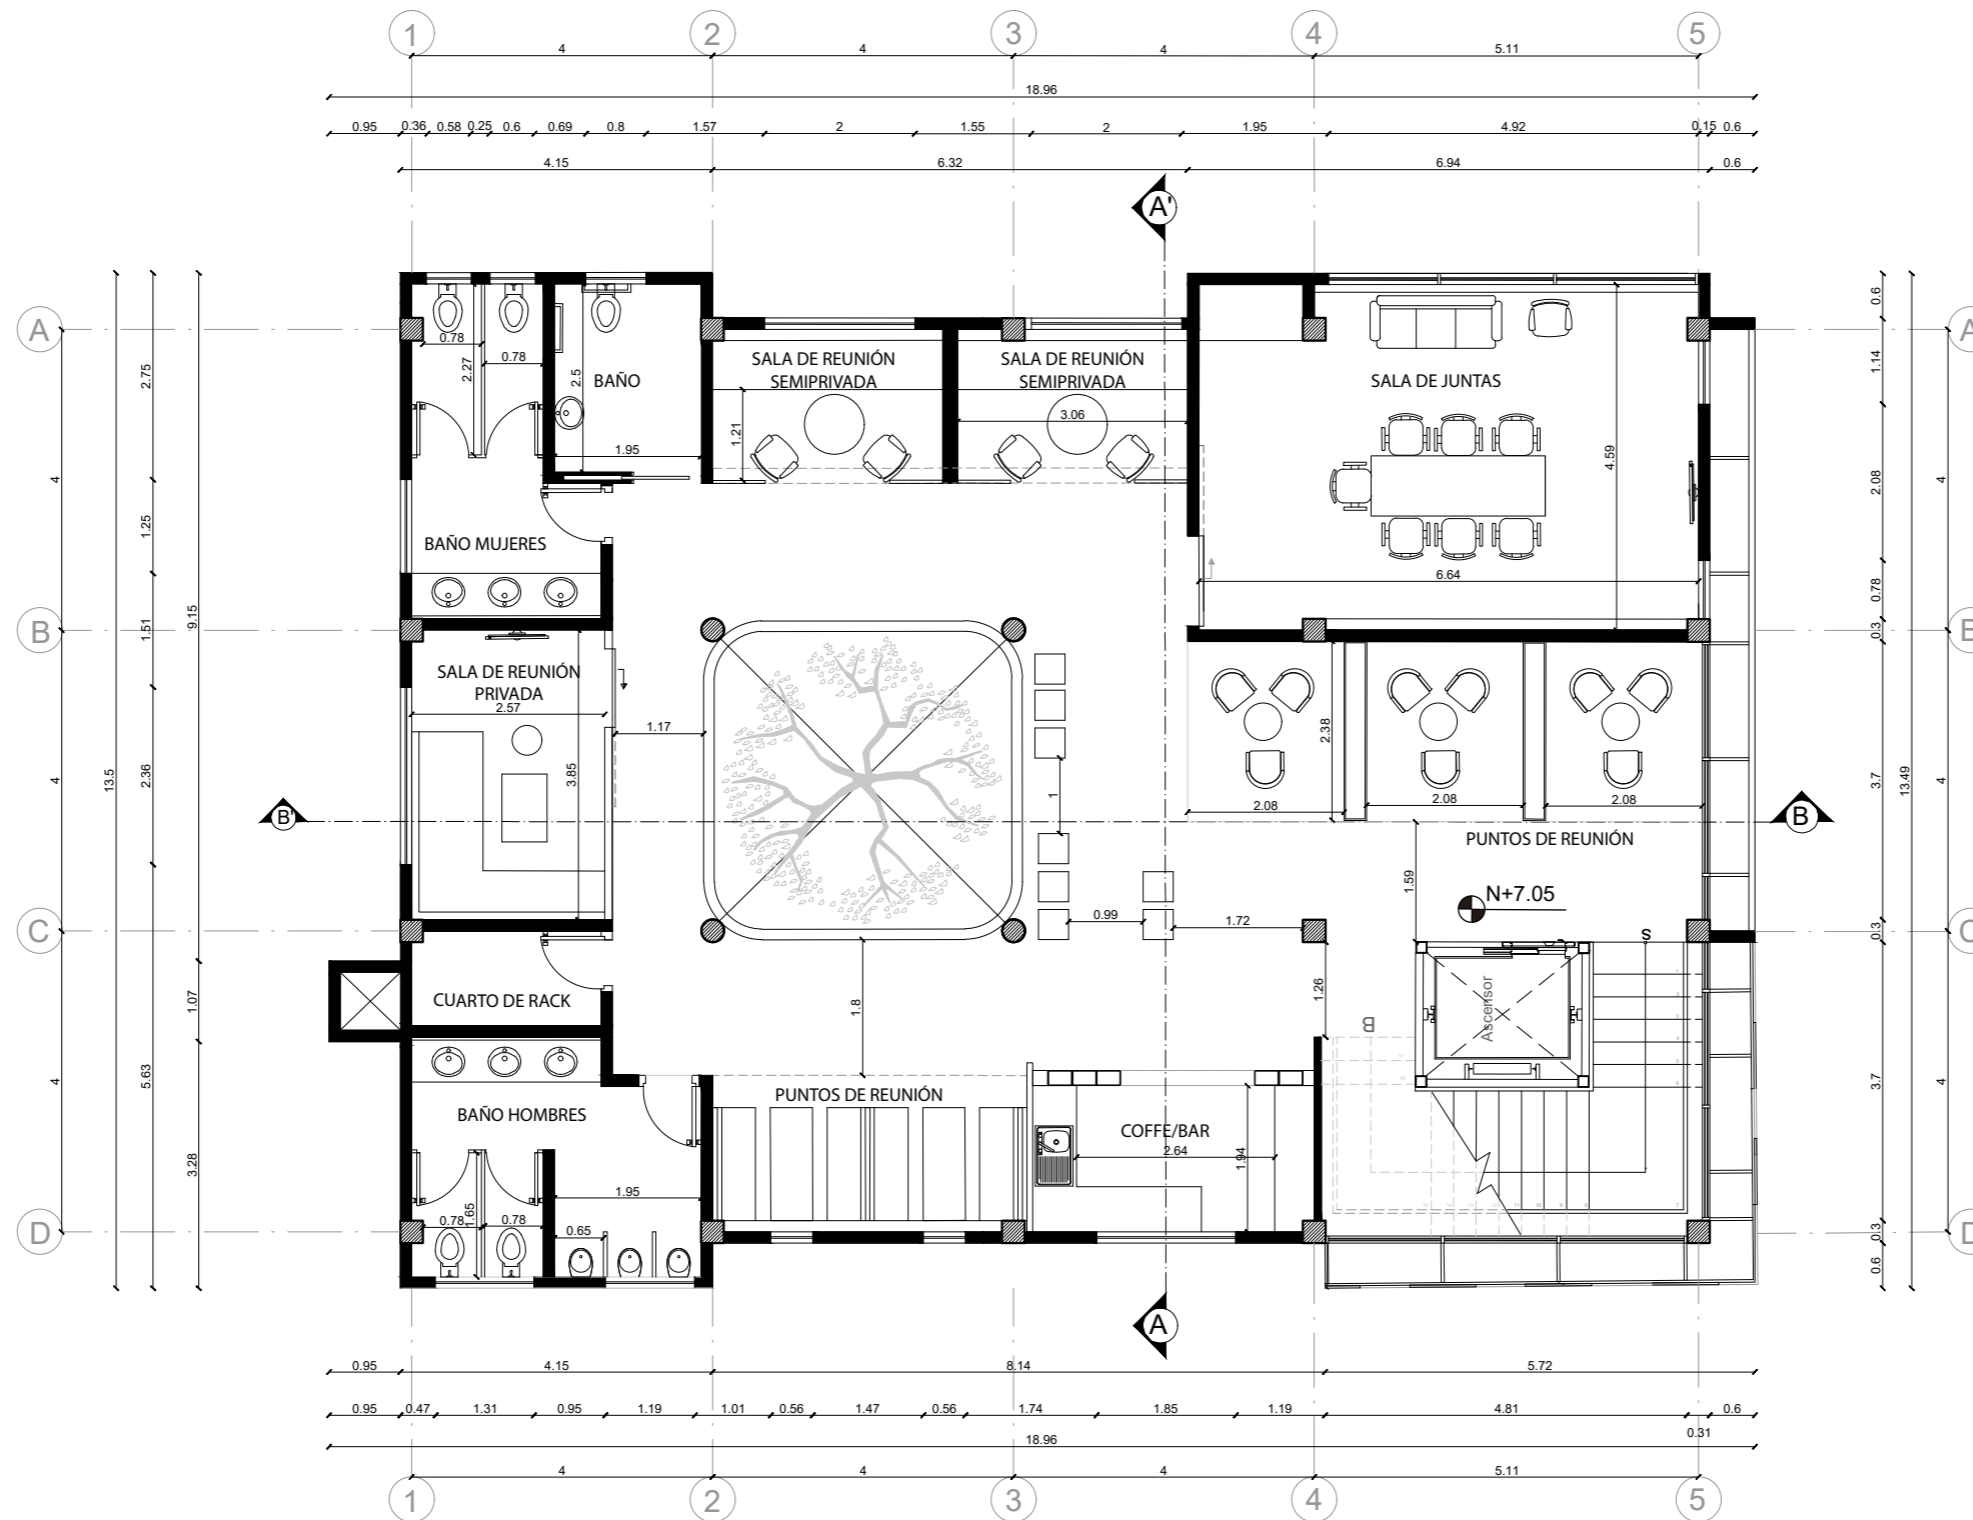 1 2 3 4 5
4 4 4 5.11
18.96
0.95 0.36 0.58 0.25 0.6 0.69 0.8 1.57 2 1.55 2 1.95 4.92 0.15 0.6
4.15 6.32 6.94 0.6
A'
A A
0.78 0.78
2.27
2.5
BAÑO
1.95
SALA DE REUNIÓN
SEMIPRIVADA
1.21
SALA DE REUNIÓN
SEMIPRIVADA
3.06
SALA DE JUNTAS
4.59
6.64
BAÑO MUJERES
B B
SALA DE REUNIÓN
PRIVADA
2.57
3.85
1.17
1
2.38
2.08 2.08 2.08
B' B
PUNTOS DE REUNIÓN
1.59
N+7.05
0.99 1.72
C C
S
CUARTO DE RACK
1.8
1.26
B
Ascensor
PUNTOS DE REUNIÓN
BAÑO HOMBRES
COFFE/BAR
2.64
1.94
1.95
0.78 0.78
1.65
0.65
D D
A
4 4 4
13.5
2.75 1.25 1.51 2.36 5.63
9.15 1.07 3.28
0.6 1.14 2.08 0.78 0.3 3.7 0.3 3.7 0.3 0.6
13.49
4 4 4
0.95 4.15 8.14 5.72
0.95 0.47 1.31 0.95 1.19 1.01 0.56 1.47 0.56 1.74 1.85 1.19 4.81 0.6
0.31
18.96
4 4 4 5.11
1 2 3 4 5